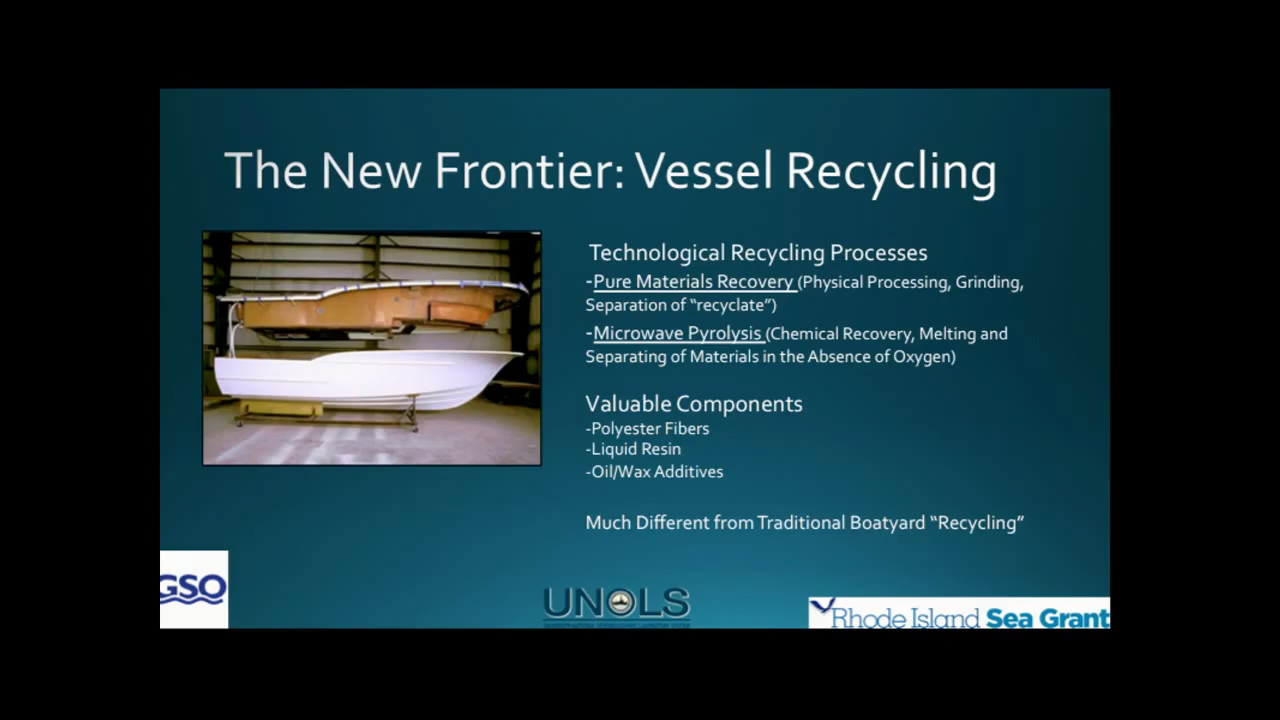 The New Frontier: Vessel Recycling
Technological Recycling Processes
-Pure Materials Recovery (Physical Processing, Grinding,
Separation of “recyclate”)
-Microwave Pyrolysis (Chemical Recovery, Melting and
Separating of Materials in the Absence of Oxygen)
Valuable Components
-Polyester Fibers
-Liquid Resin
-Oil/Wax Additives
Much Different from Traditional Boatyard “Recycling”
GSO
UNOLS
Rhode Island Sea Grant